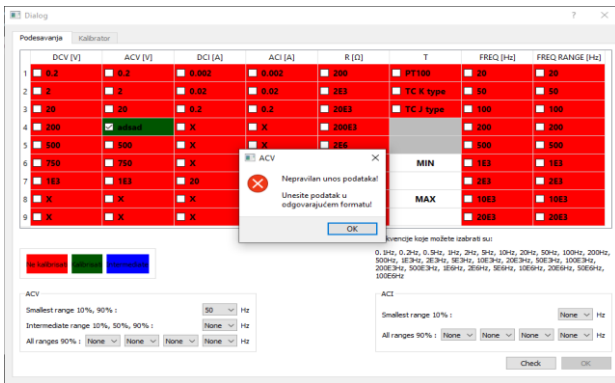 Dialog
Podesavanja Kalibrator
DCV [V] ACV [V] DCI [A] ACI [A] R [Ω] T FREQ [Hz] FREQ RANGE [Hz]
1 0.2 0.2 0.002 0.002 200 PT100 20 20
2 2 2 0.02 0.02 2E3 TC K type 50 50
3 20 20 0.2 0.2 20E3 TC J type 100 100
4 200 adsad X X 200E3 200 200
5 500 500 X X 2E6 500 500
6 750 750 X MIN 1E3 1E3
7 1E3 1E3 20 2E3 2E3
8 X X X MAX 10E3 10E3
9 X X X 20E3 20E3
ACV
Nepravilan unos podataka!
Unesite podatak u
odgovarajućem formatu!
OK
kvencije koje možete izabrati su:
0.1Hz, 0.2Hz, 0.5Hz, 1Hz, 2Hz, 5Hz, 10Hz, 20Hz, 50Hz, 100Hz, 200Hz,
500Hz, 1E3Hz, 2E3Hz, 5E3Hz, 10E3Hz, 20E3Hz, 50E3Hz, 100E3Hz,
200E3Hz, 500E3Hz, 1E6Hz, 2E6Hz, 5E6Hz, 10E6Hz, 20E6Hz, 50E6Hz,
100E6Hz
ACV
Smallest range 10%, 90% : 50 Hz
Intermediate range 10%, 50%, 90% : None Hz
All ranges 90% : None None None None Hz
ACI
Smallest range 10% : None Hz
All ranges 90% : None None None None Hz
Check OK